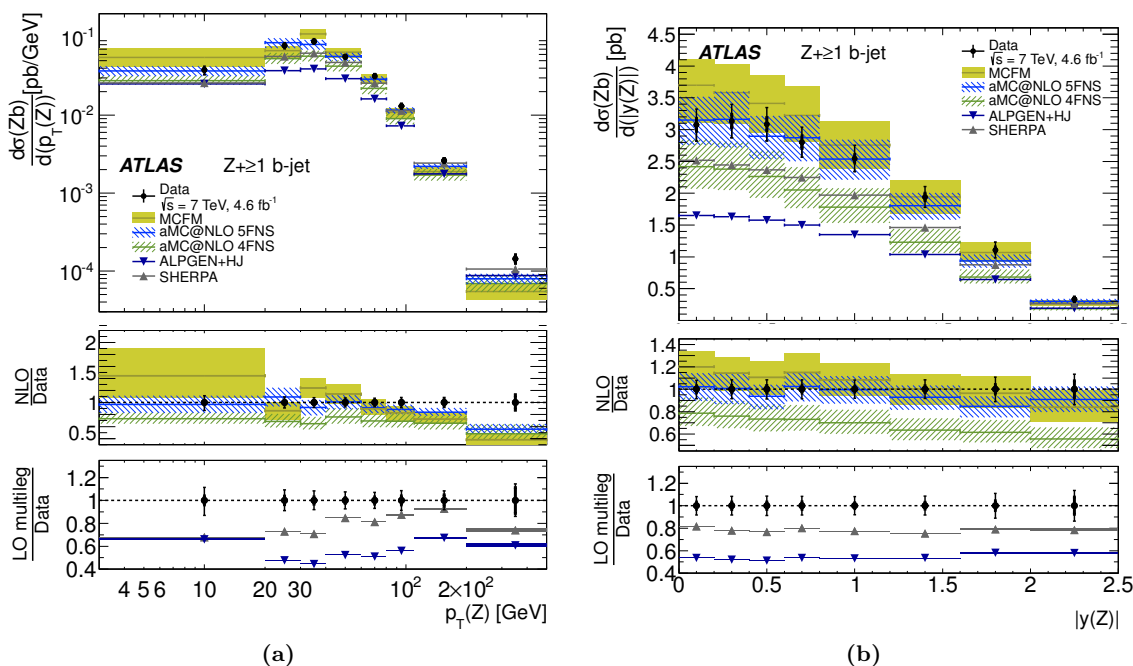 dσ(Zb)
d(p_T(Z)) [pb/GeV]
10⁻¹
10⁻²
10⁻³
10⁻⁴
ATLAS Z+≥1 b-jet
Data
√s = 7 TeV, 4.6 fb⁻¹
MCFM
aMC@NLO 5FNS
aMC@NLO 4FNS
ALPGEN+HJ
SHERPA
NLO
Data
2
1.5
1
0.5
LO multileg
Data
1.2
1
0.8
0.6
0.4
4 5 6 10 20 30 10² 2×10²
p_T(Z) [GeV]
(a)
dσ(Zb)
d(|y(Z)|) [pb]
4.5
4
3.5
3
2.5
2
1.5
1
0.5
ATLAS Z+≥1 b-jet
Data
√s = 7 TeV, 4.6 fb⁻¹
MCFM
aMC@NLO 5FNS
aMC@NLO 4FNS
ALPGEN+HJ
SHERPA
NLO
Data
1.4
1.2
1
0.8
0.6
LO multileg
Data
1.2
1
0.8
0.6
0.4
0 0.5 1 1.5 2 2.5
|y(Z)|
(b)